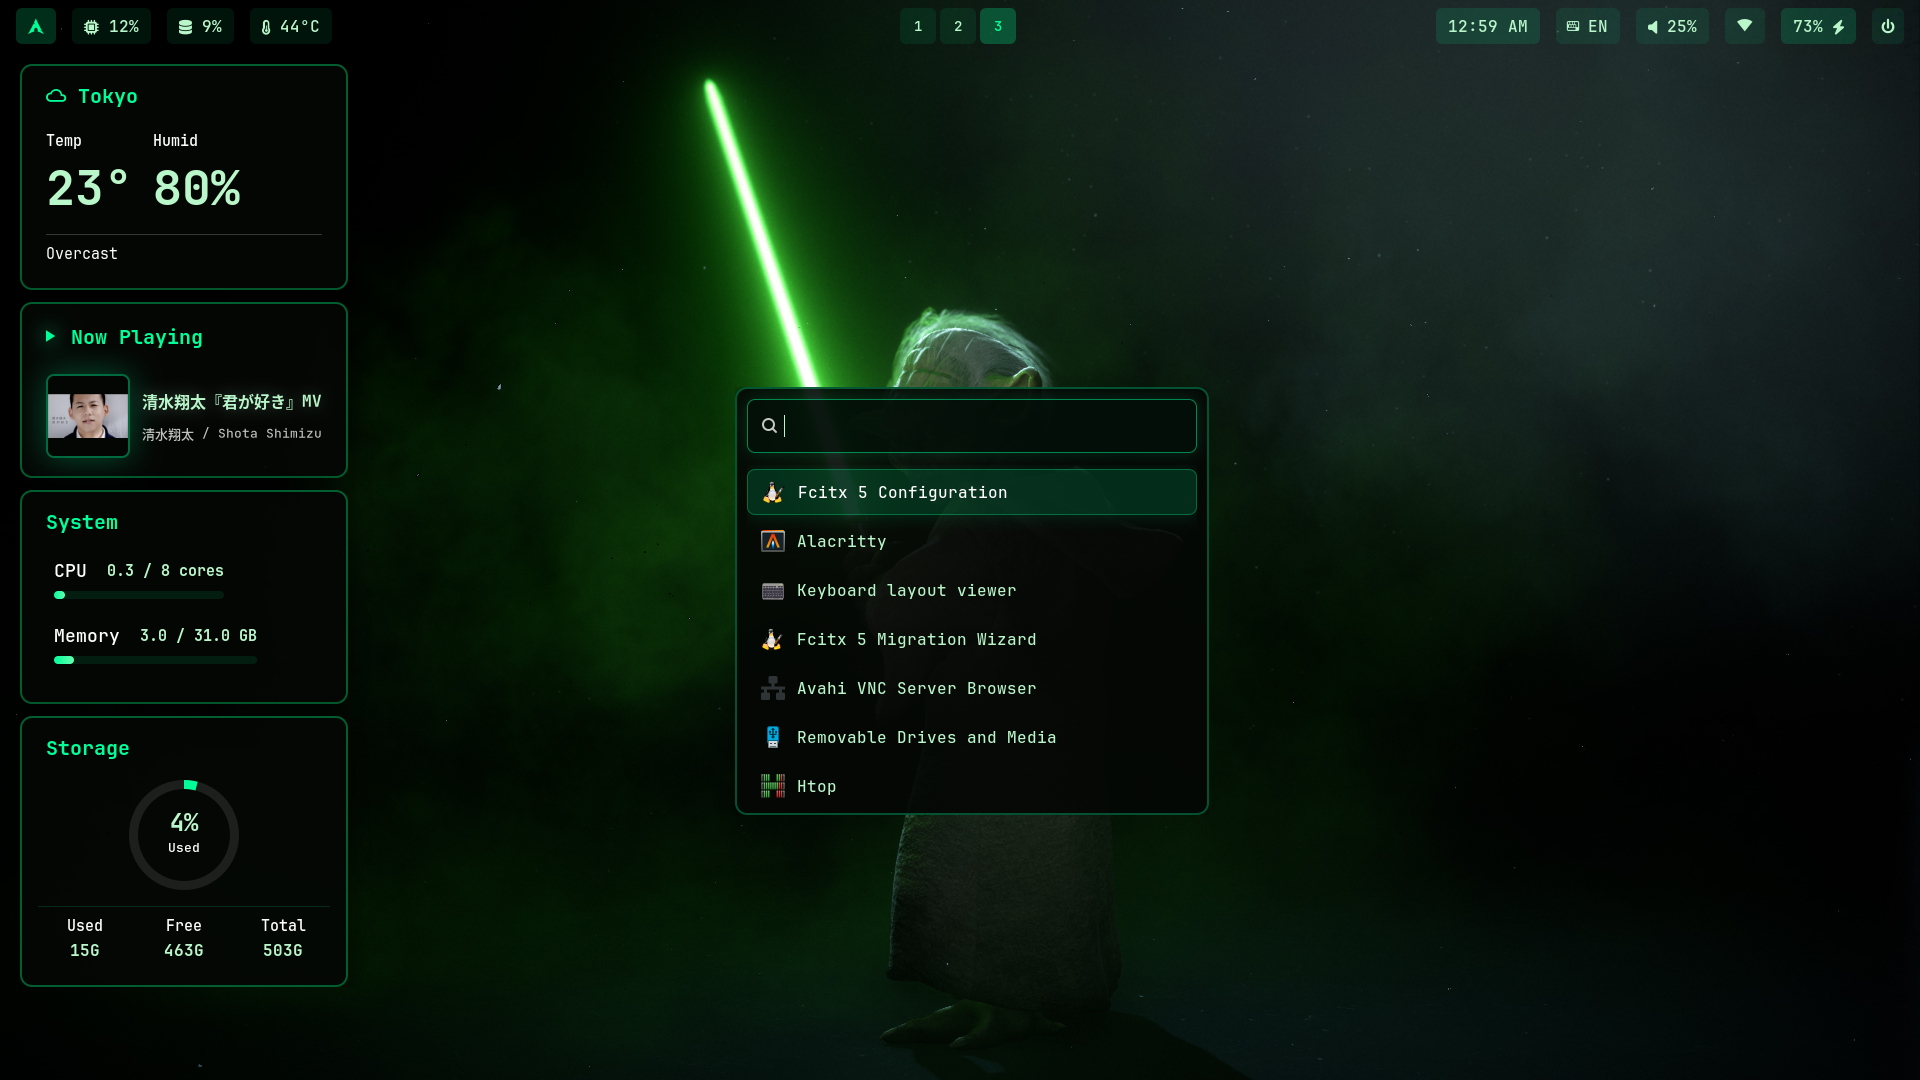 12%
9%
44°C
1
2
3
12:59 AM
EN
25%
73%
Tokyo
Temp Humid
23° 80%
Overcast
Now Playing
清水翔太『君が好き』MV
清水翔太 / Shota Shimizu
System
CPU 0.3 / 8 cores
Memory 3.0 / 31.0 GB
Storage
4%
Used
Used Free Total
15G 463G 503G
Fcitx 5 Configuration
Alacritty
Keyboard layout viewer
Fcitx 5 Migration Wizard
Avahi VNC Server Browser
Removable Drives and Media
Htop